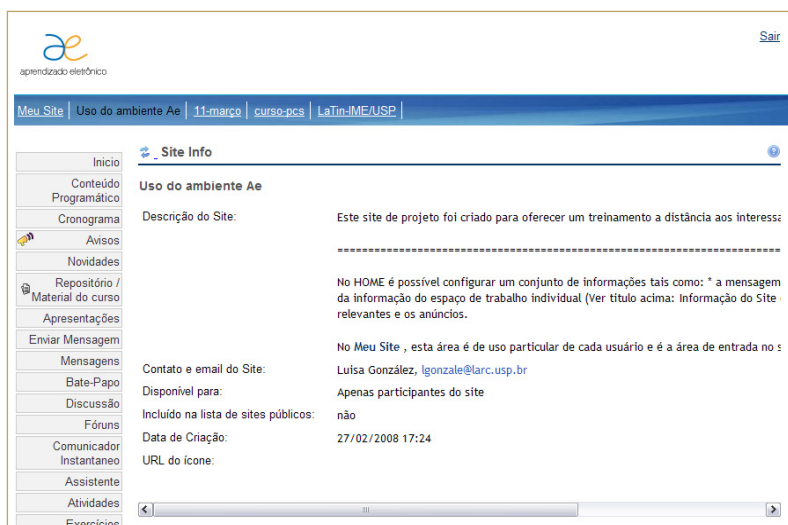 Sair
ae
aprendizado eletrônico
Meu Site | Uso do ambiente Ae | 11-março | curso-pcs | LaTin-IME/USP |
Site Info
Uso do ambiente Ae
Descrição do Site: Este site de projeto foi criado para oferecer um treinamento a distância aos interessa
================================================================
No HOME é possível configurar um conjunto de informações tais como: * a mensagem
da informação do espaço de trabalho individual (Ver titulo acima: Informação do Site
relevantes e os anúncios.
No Meu Site , esta área é de uso particular de cada usuário e é a área de entrada no s
Contato e email do Site: Luisa González, lgonzale@larc.usp.br
Disponível para: Apenas participantes do site
Incluído na lista de sites públicos: não
Data de Criação: 27/02/2008 17:24
URL do ícone:
Inicio
Conteúdo
Programático
Cronograma
Avisos
Novidades
Repositório /
Material do curso
Apresentações
Enviar Mensagem
Mensagens
Bate-Papo
Discussão
Fóruns
Comunicador
Instantaneo
Assistente
Atividades
Exercícios